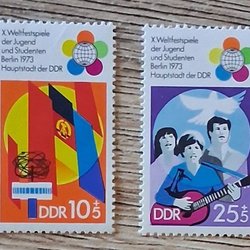 X. Weltfestspiele
der Jugend
und Studenten
Berlin 1973
Hauptstadt der DDR
DDR 10+5
X. Weltfestspiele
der Jugend
und Studenten
Berlin 1973
Hauptstadt der DDR
DDR
25+5